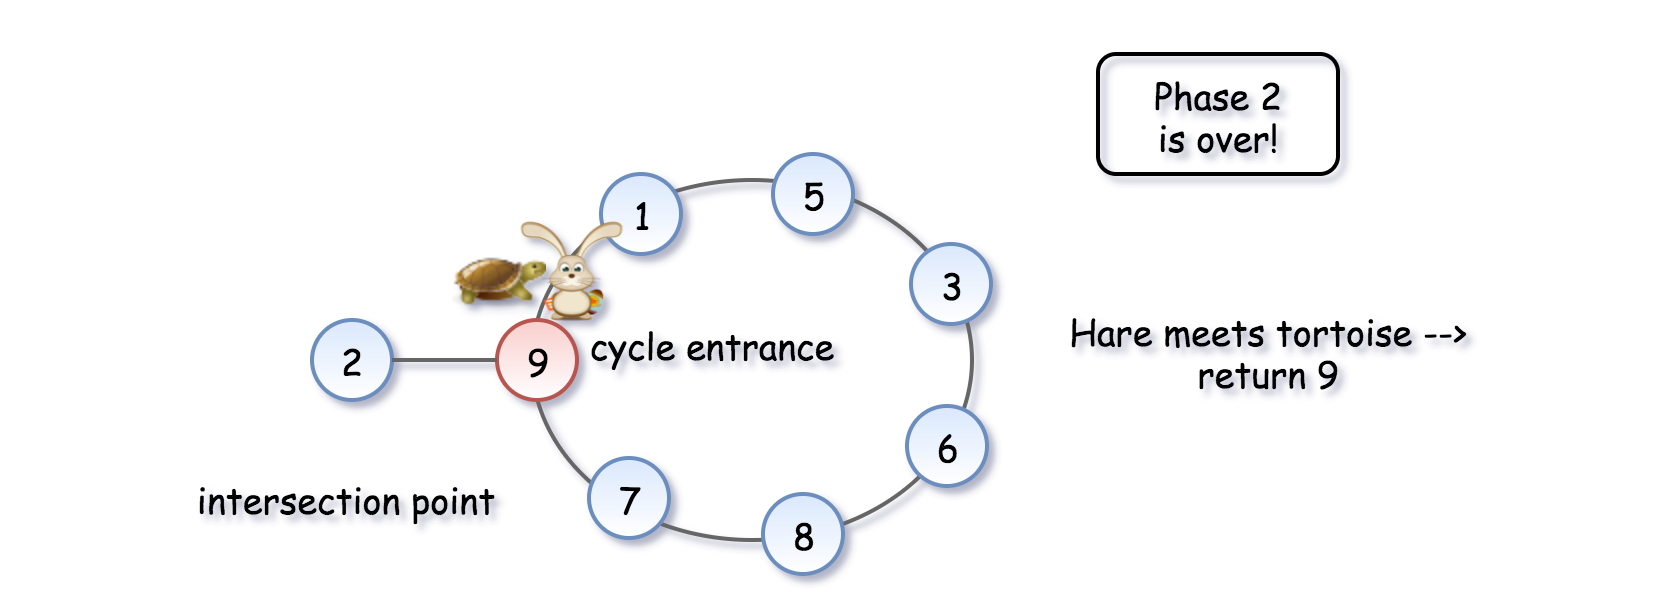 Phase 2
is over!
1
5
3
2
9
cycle entrance
Hare meets tortoise -->
return 9
6
7
intersection point
8